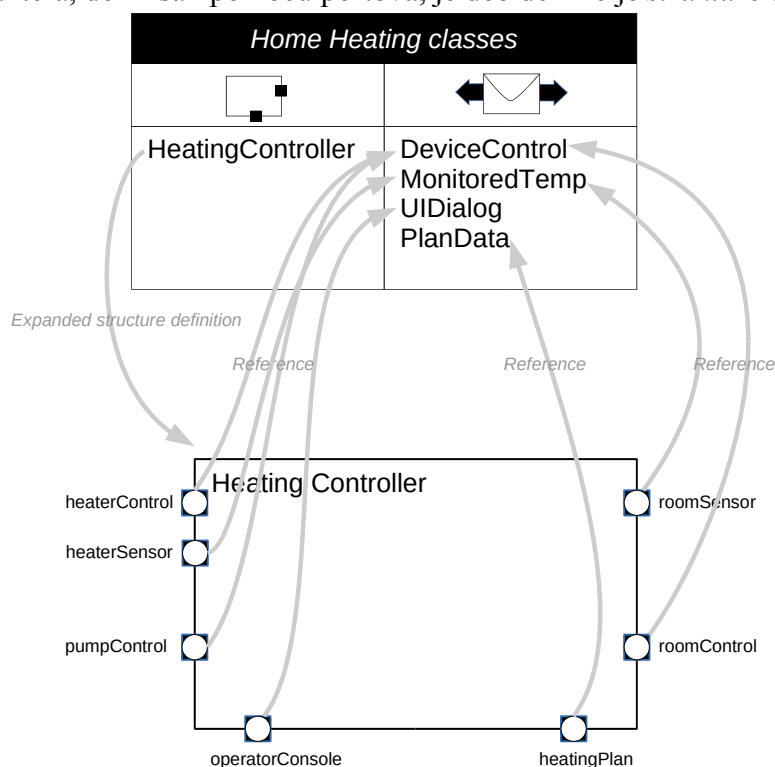 Home Heating classes
HeatingController
DeviceControl
MonitoredTemp
UIDialog
PlanData
Expanded structure definition
Reference
Reference
Reference
Heating Controller
heaterControl
roomSensor
heaterSensor
pumpControl
roomControl
operatorConsole
heatingPlan